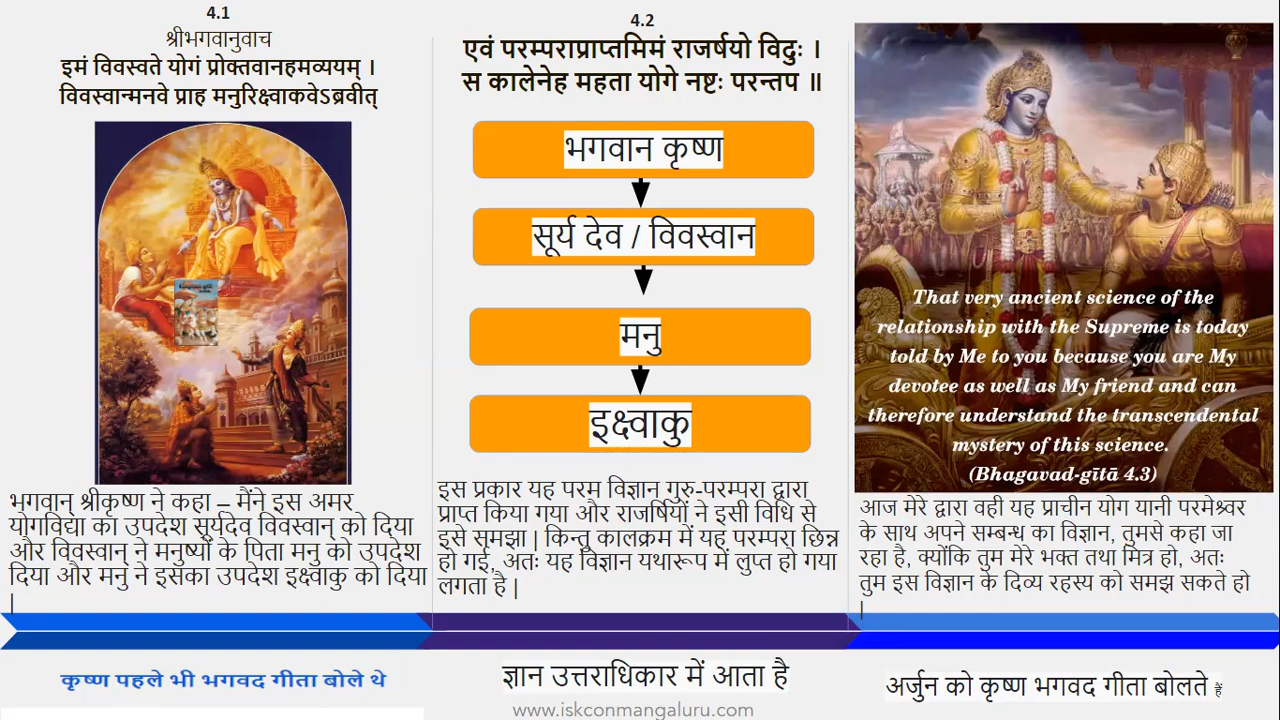 4.1
श्रीभगवानुवाच
इमं विवस्वते योगं प्रोक्तवानहमव्ययम् ।
विवस्वान्मनवे प्राह मनुरिक्ष्वाकवेऽब्रवीत्
भगवान् श्रीकृष्ण ने कहा – मैंने इस अमर
योगविद्या का उपदेश सूर्यदेव विवस्वान् को दिया
और विवस्वान् ने मनुष्यों के पिता मनु को उपदेश
दिया और मनु ने इसका उपदेश इक्ष्वाकु को दिया
|
कृष्ण पहले भी भगवद गीता बोले थे
4.2
एवं परम्पराप्राप्तमिमं राजर्षयो विदुः ।
स कालेनेह महता योगे नष्टः परन्तप ॥
भगवान कृष्ण
सूर्य देव / विवस्वान
मनु
इक्ष्वाकु
इस प्रकार यह परम विज्ञान गुरु-परम्परा द्वारा
प्राप्त किया गया और राजर्षियों ने इसी विधि से
इसे समझा | किन्तु कालक्रम में यह परम्परा छिन्न
हो गई, अतः यह विज्ञान यथारूप में लुप्त हो गया
लगता है |
ज्ञान उत्तराधिकार में आता है
www.iskconmangaluru.com
That very ancient science of the
relationship with the Supreme is today
told by Me to you because you are My
devotee as well as My friend and can
therefore understand the transcendental
mystery of this science.
(Bhagavad-gītā 4.3)
आज मेरे द्वारा वही यह प्राचीन योग यानी परमेश्वर
के साथ अपने सम्बन्ध का विज्ञान, तुमसे कहा जा
रहा है, क्योंकि तुम मेरे भक्त तथा मित्र हो, अतः
तुम इस विज्ञान के दिव्य रहस्य को समझ सकते हो
|
अर्जुन को कृष्ण भगवद गीता बोलते हैं